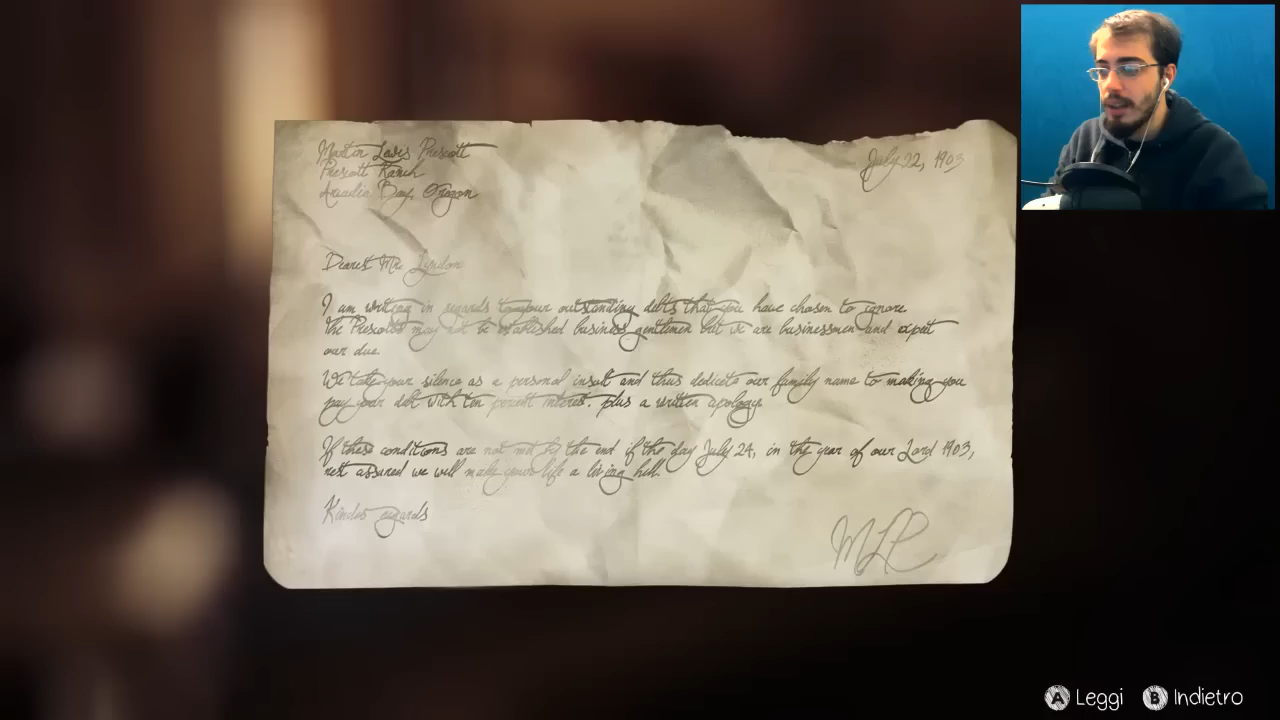 Martin Lewis Prescott
July 22, 1903
Prescott Ranch
Arcadia Bay, Oregon
Dearest Mr. Lyndon
I am writing in regards to your outstanding debts that you have chosen to ignore.
The Prescotts may not be established business gentlemen but we are businessmen and expect
our due.
We take your silence as a personal insult and thus dedicate our family name to making you
pay your debt with ten percent interest, plus a written apology.
If these conditions are not met by the end if the day July 24, in the year of our Lord 1903,
rest assured we will make your life a living hell.
Kindest regards
MLP
A Leggi B Indietro